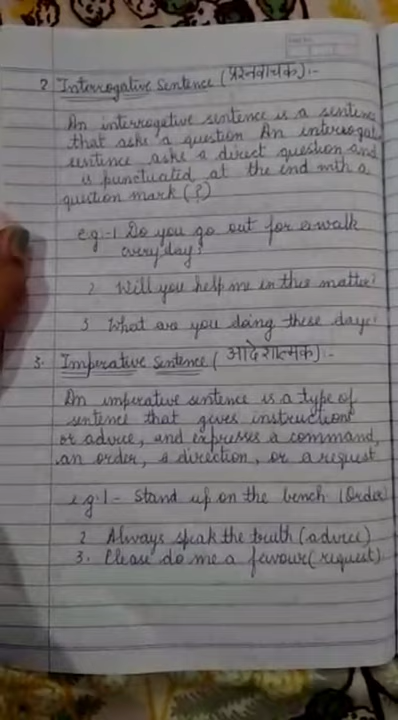 2 Interrogative Sentence (प्रश्नवाचक):-
An interrogative sentence is a sentence
that asks a question An interrogat
sentence asks a direct question and
is punctuated at the end with a
question mark (?)
e.g:-1 Do you go out for a walk
everyday?
2 Will you help me in this matter?
3 What are you doing these days?
3. Imperative Sentence (आदेशात्मक):-
An imperative sentence is a type of
sentence that gives instructions
or advice, and expresses a command,
an order, a direction, or a request
e.g:1- Stand up on the bench (Order)
2 Always speak the truth (advice)
3. Please do me a favour (request)